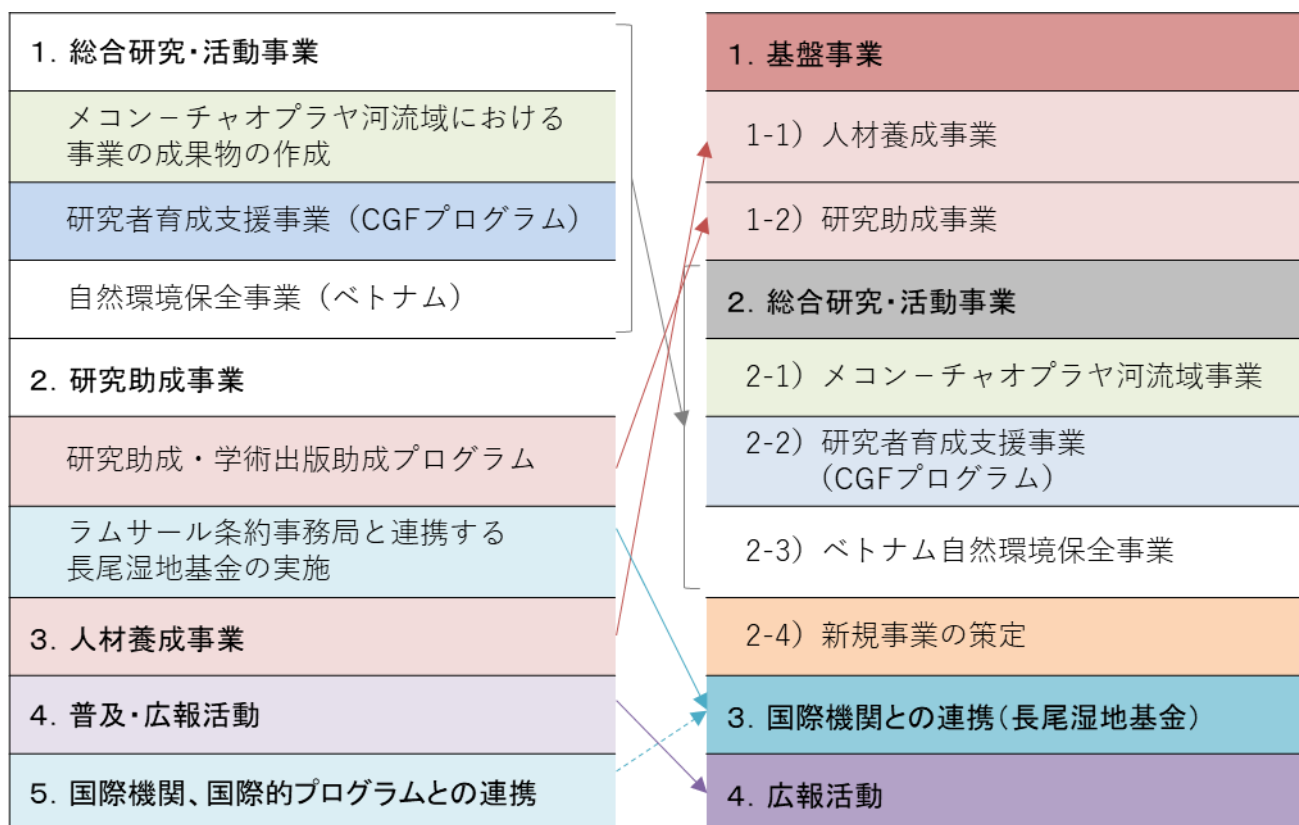 1. 総合研究・活動事業
メコン－チャオプラヤ河流域における
事業の成果物の作成
研究者育成支援事業（CGFプログラム）
自然環境保全事業（ベトナム）
2. 研究助成事業
研究助成・学術出版助成プログラム
ラムサール条約事務局と連携する
長尾湿地基金の実施
3. 人材養成事業
4. 普及・広報活動
5. 国際機関、国際的プログラムとの連携
1. 基盤事業
1-1）人材養成事業
1-2）研究助成事業
2. 総合研究・活動事業
2-1）メコン－チャオプラヤ河流域事業
2-2）研究者育成支援事業
（CGFプログラム）
2-3）ベトナム自然環境保全事業
2-4）新規事業の策定
3. 国際機関との連携（長尾湿地基金）
4. 広報活動